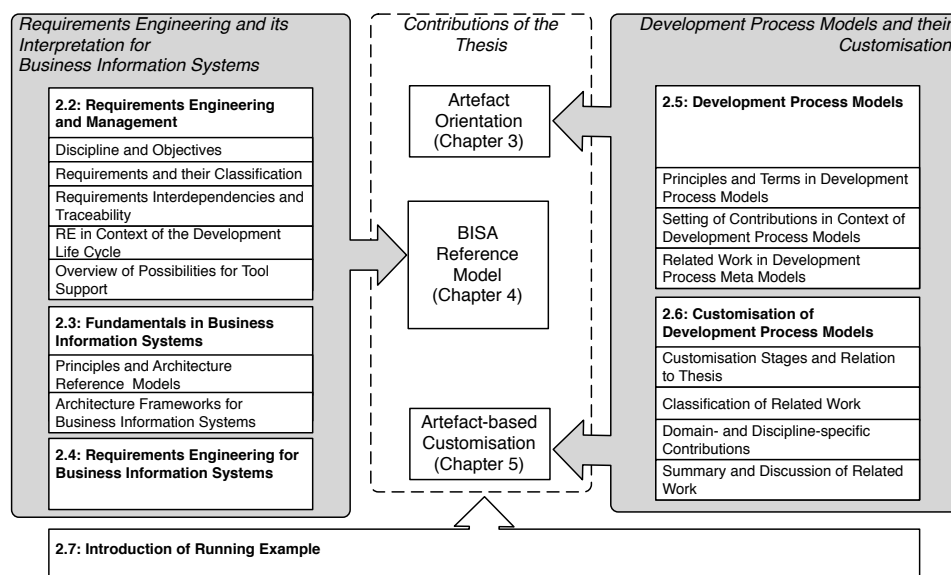 Requirements Engineering and its
Interpretation for
Business Information Systems
2.2: Requirements Engineering
and Management
Discipline and Objectives
Requirements and their Classification
Requirements Interdependencies and
Traceability
RE in Context of the Development
Life Cycle
Overview of Possibilities for Tool
Support
2.3: Fundamentals in Business
Information Systems
Principles and Architecture
Reference Models
Architecture Frameworks for
Business Information Systems
2.4: Requirements Engineering for
Business Information Systems
Contributions of the
Thesis
Artefact
Orientation
(Chapter 3)
BISA
Reference
Model
(Chapter 4)
Artefact-based
Customisation
(Chapter 5)
Development Process Models and their
Customisation
2.5: Development Process Models
Principles and Terms in Development
Process Models
Setting of Contributions in Context of
Development Process Models
Related Work in Development
Process Meta Models
2.6: Customisation of
Development Process Models
Customisation Stages and Relation
to Thesis
Classification of Related Work
Domain- and Discipline-specific
Contributions
Summary and Discussion of Related
Work
2.7: Introduction of Running Example